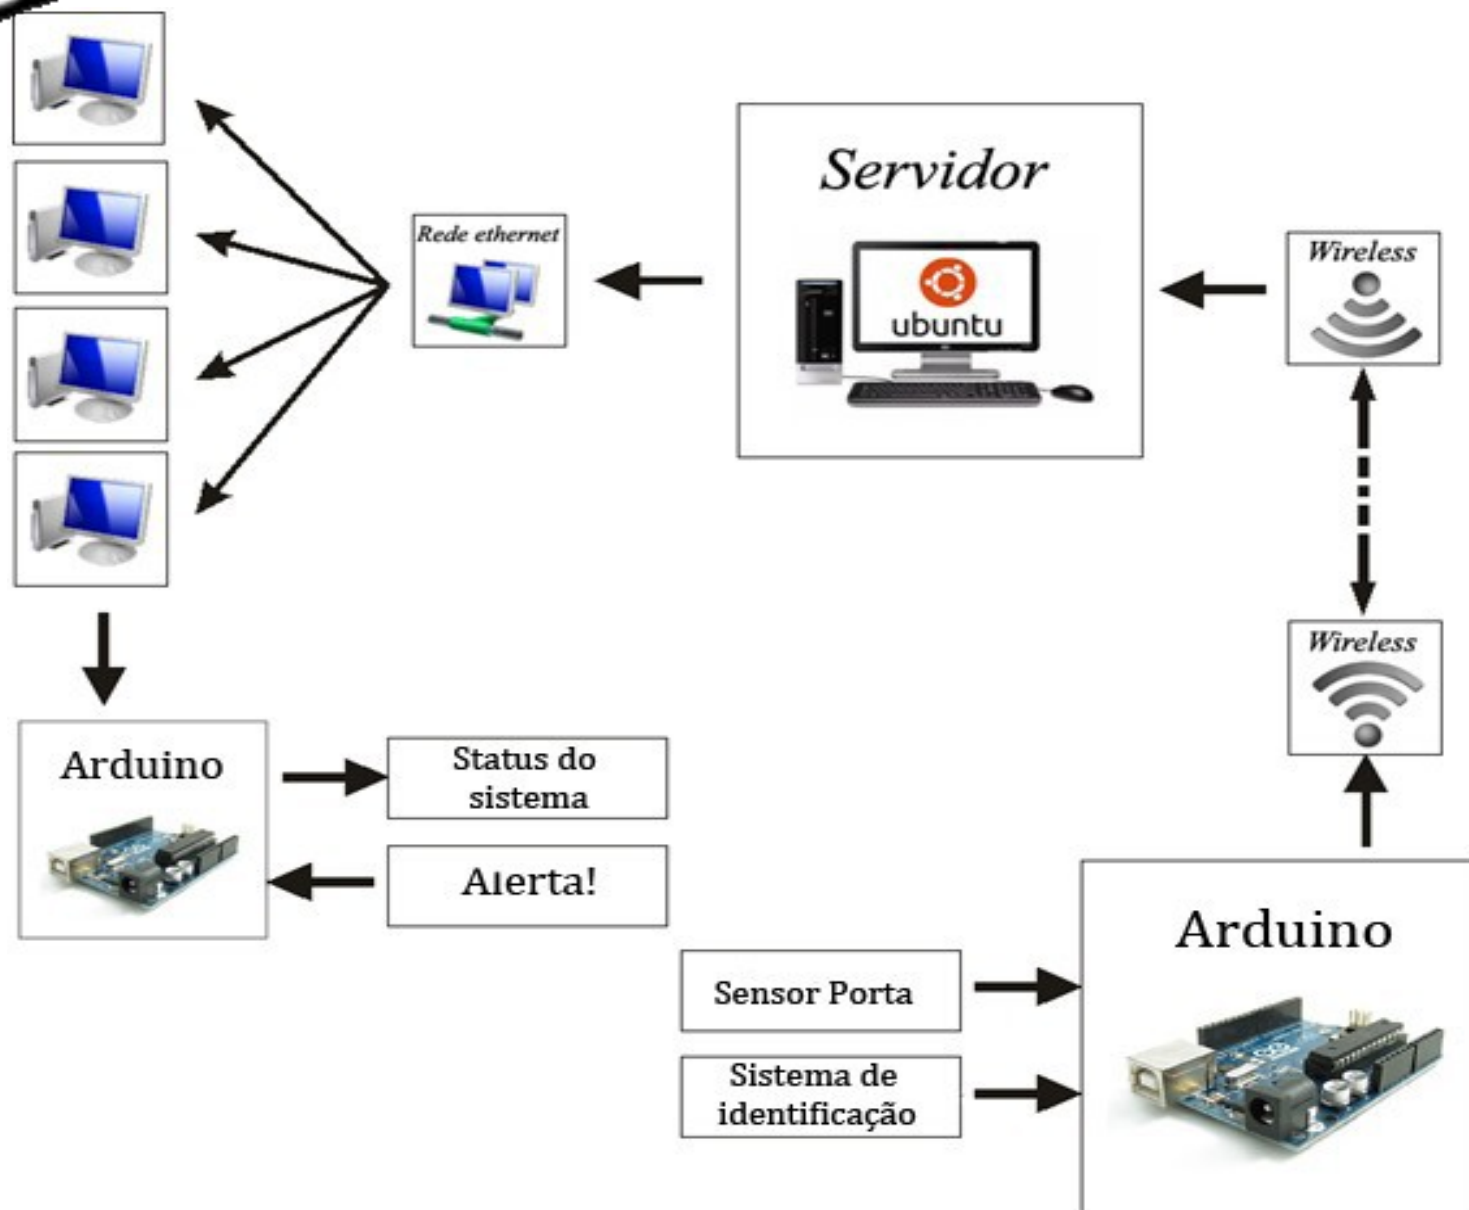 Servidor
Rede ethernet
ubuntu
Wireless
Wireless
Arduino
Status do
sistema
Alerta!
Arduino
Sensor Porta
Sistema de
identificação